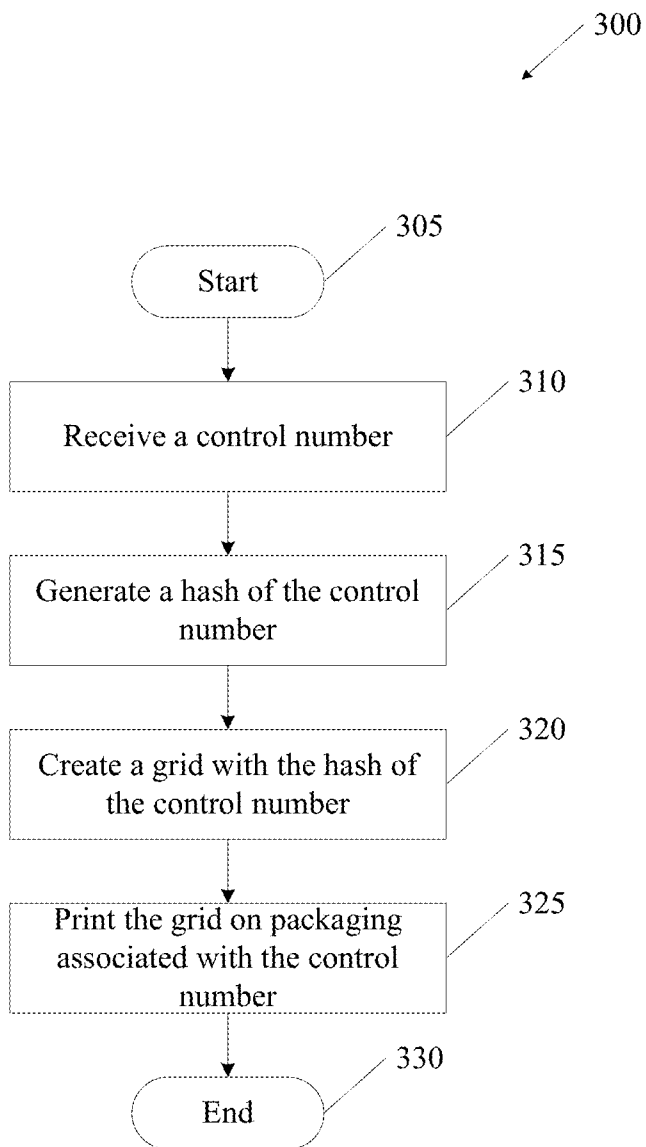 300
305
Start
310
Receive a control number
315
Generate a hash of the control
number
320
Create a grid with the hash of
the control number
325
Print the grid on packaging
associated with the control
number
330
End